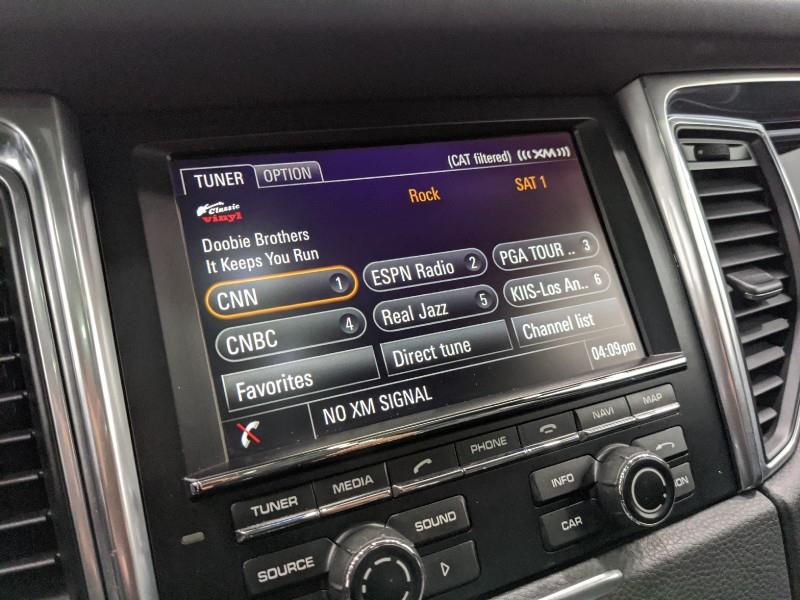 TUNER OPTION (CAT filtered) ((( XM )))
Classic Vinyl Rock SAT 1
Doobie Brothers
It Keeps You Run
CNN 1 ESPN Radio 2 PGA TOUR .. 3
CNBC 4 Real Jazz 5 KIIS-Los An.. 6
Favorites Direct tune Channel list
NO XM SIGNAL 04:09pm
TUNER MEDIA PHONE NAVI MAP
SOURCE SOUND INFO CAR